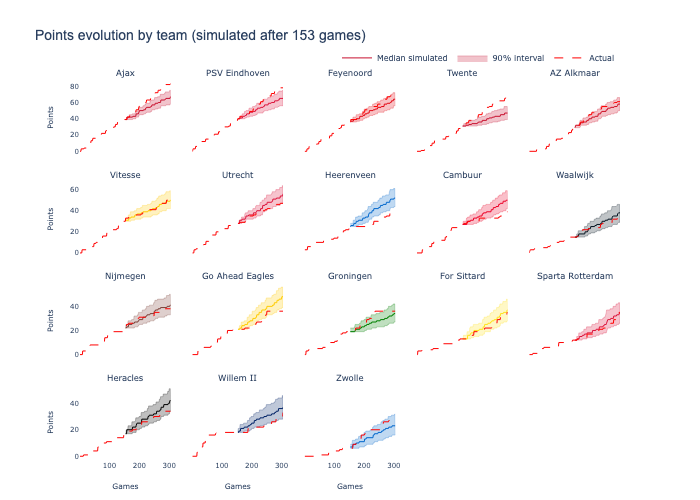 Points evolution by team (simulated after 153 games)
Median simulated 90% interval Actual
Ajax PSV Eindhoven Feyenoord Twente AZ Alkmaar
80
60
40
20
0
Points
Vitesse Utrecht Heerenveen Cambuur Waalwijk
60
40
20
0
Points
Nijmegen Go Ahead Eagles Groningen For Sittard Sparta Rotterdam
40
20
0
Points
Heracles Willem II Zwolle
40
20
0
Points
100 200 300 100 200 300 100 200 300
Games Games Games